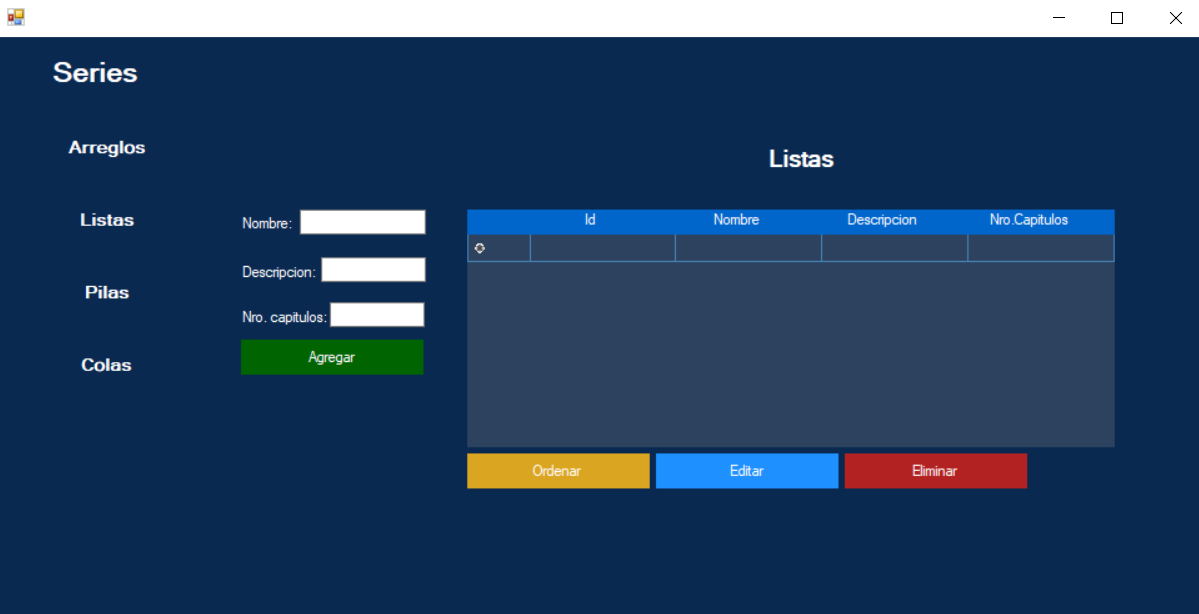 Series
Arreglos
Listas
Pilas
Colas
Nombre:
Descripcion:
Nro. capitulos:
Agregar
Listas
Id Nombre Descripcion Nro.Capitulos
Ordenar Editar Eliminar